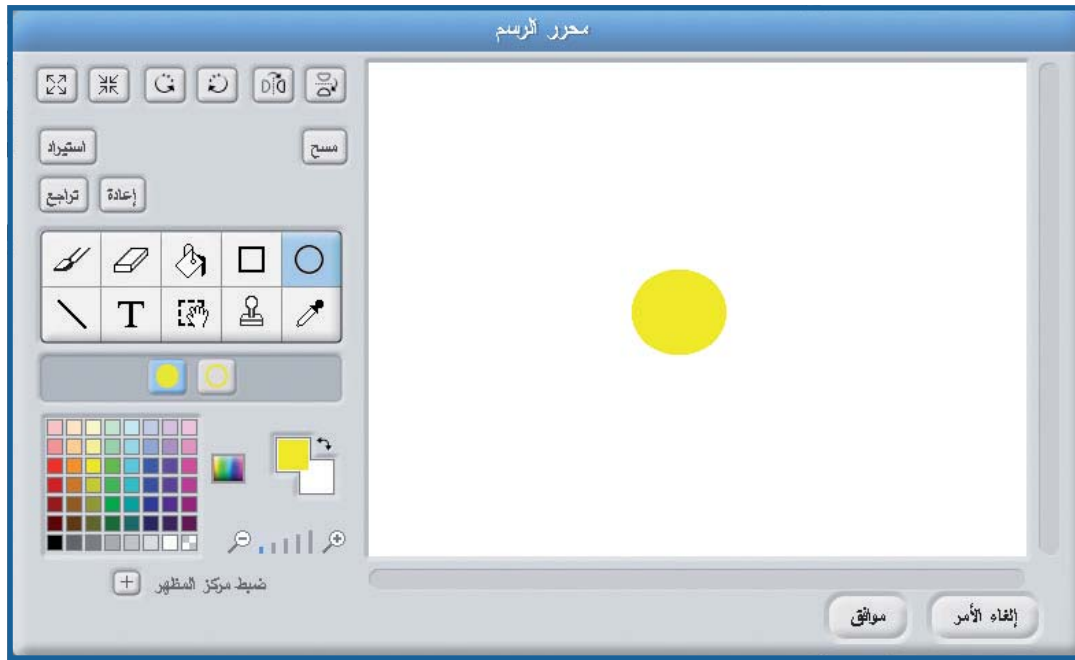 محرر الرسم
استيراد
مسح
تراجع
إعادة
T
ضبط مركز المظهر
موافق
إلغاء الأمر